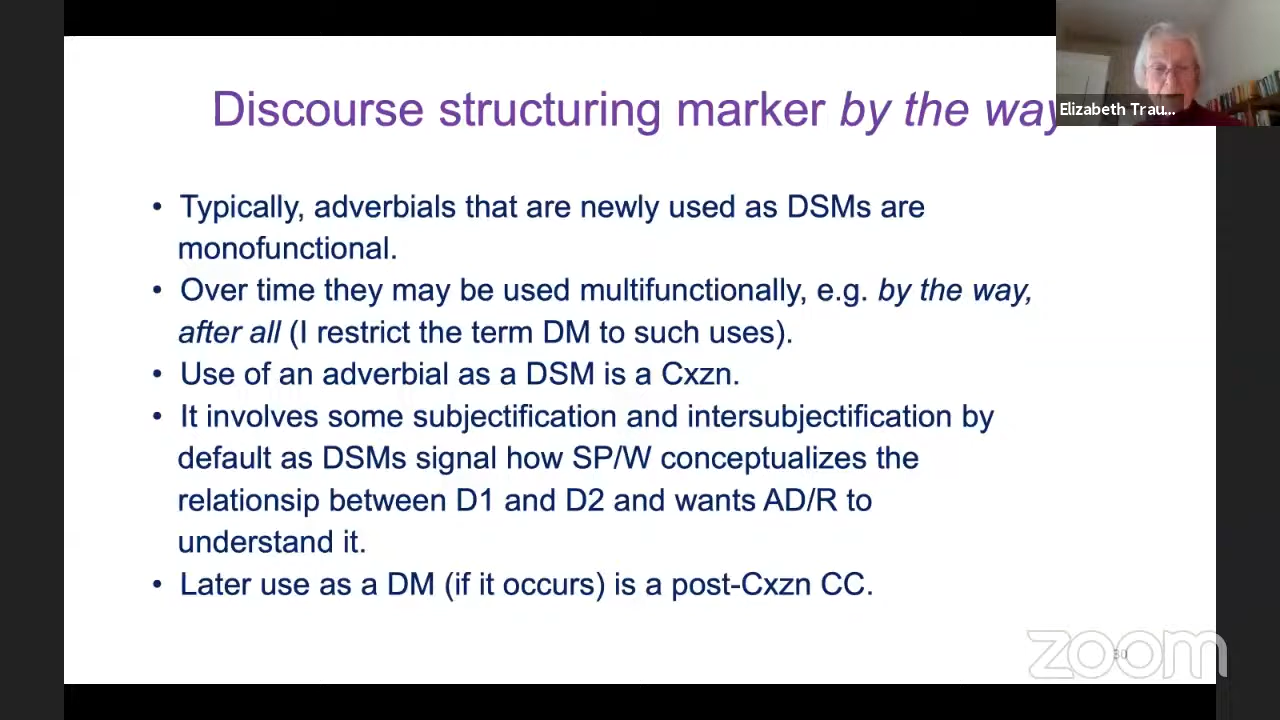 Discourse structuring marker by the way
Elizabeth Trau...
• Typically, adverbials that are newly used as DSMs are
monofunctional.
• Over time they may be used multifunctionally, e.g. by the way,
after all (I restrict the term DM to such uses).
• Use of an adverbial as a DSM is a Cxzn.
• It involves some subjectification and intersubjectification by
default as DSMs signal how SP/W conceptualizes the
relationsip between D1 and D2 and wants AD/R to
understand it.
• Later use as a DM (if it occurs) is a post-Cxzn CC.
30
zoom